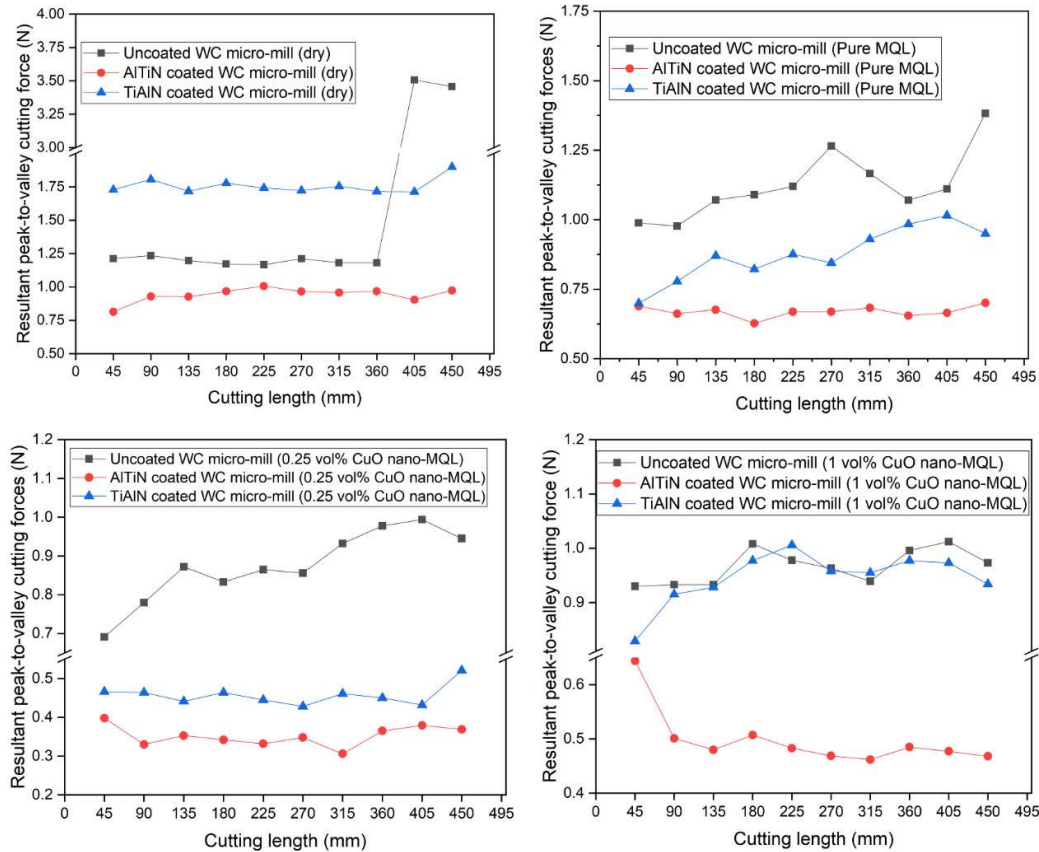 4.00
3.75
3.50
3.25
3.00
1.75
1.50
1.25
1.00
0.75
0.50
Resultant peak-to-valley cutting force (N)
Uncoated WC micro-mill (dry)
AlTiN coated WC micro-mill (dry)
TiAlN coated WC micro-mill (dry)
0 45 90 135 180 225 270 315 360 405 450 495
Cutting length (mm)
1.75
1.50
1.25
1.00
0.75
0.50
Resultant peak-to-valley cutting forces (N)
Uncoated WC micro-mill (Pure MQL)
AlTiN coated WC micro-mill (Pure MQL)
TiAlN coated WC micro-mill (Pure MQL)
0 45 90 135 180 225 270 315 360 405 450 495
Cutting length (mm)
1.2
1.1
1.0
0.9
0.8
0.7
0.5
0.4
0.3
0.2
Resultant peak-to-valley cutting forces (N)
Uncoated WC micro-mill (0.25 vol% CuO nano-MQL)
AlTiN coated WC micro-mill (0.25 vol% CuO nano-MQL)
TiAlN coated WC micro-mill (0.25 vol% CuO nano-MQL)
0 45 90 135 180 225 270 315 360 405 450 495
Cutting length (mm)
1.2
1.1
1.0
0.9
0.6
0.5
0.4
Resultant peak-to-valley cutting force (N)
Uncoated WC micro-mill (1 vol% CuO nano-MQL)
AlTiN coated WC micro-mill (1 vol% CuO nano-MQL)
TiAlN coated WC micro-mill (1 vol% CuO nano-MQL)
0 45 90 135 180 225 270 315 360 405 450 495
Cutting length (mm)